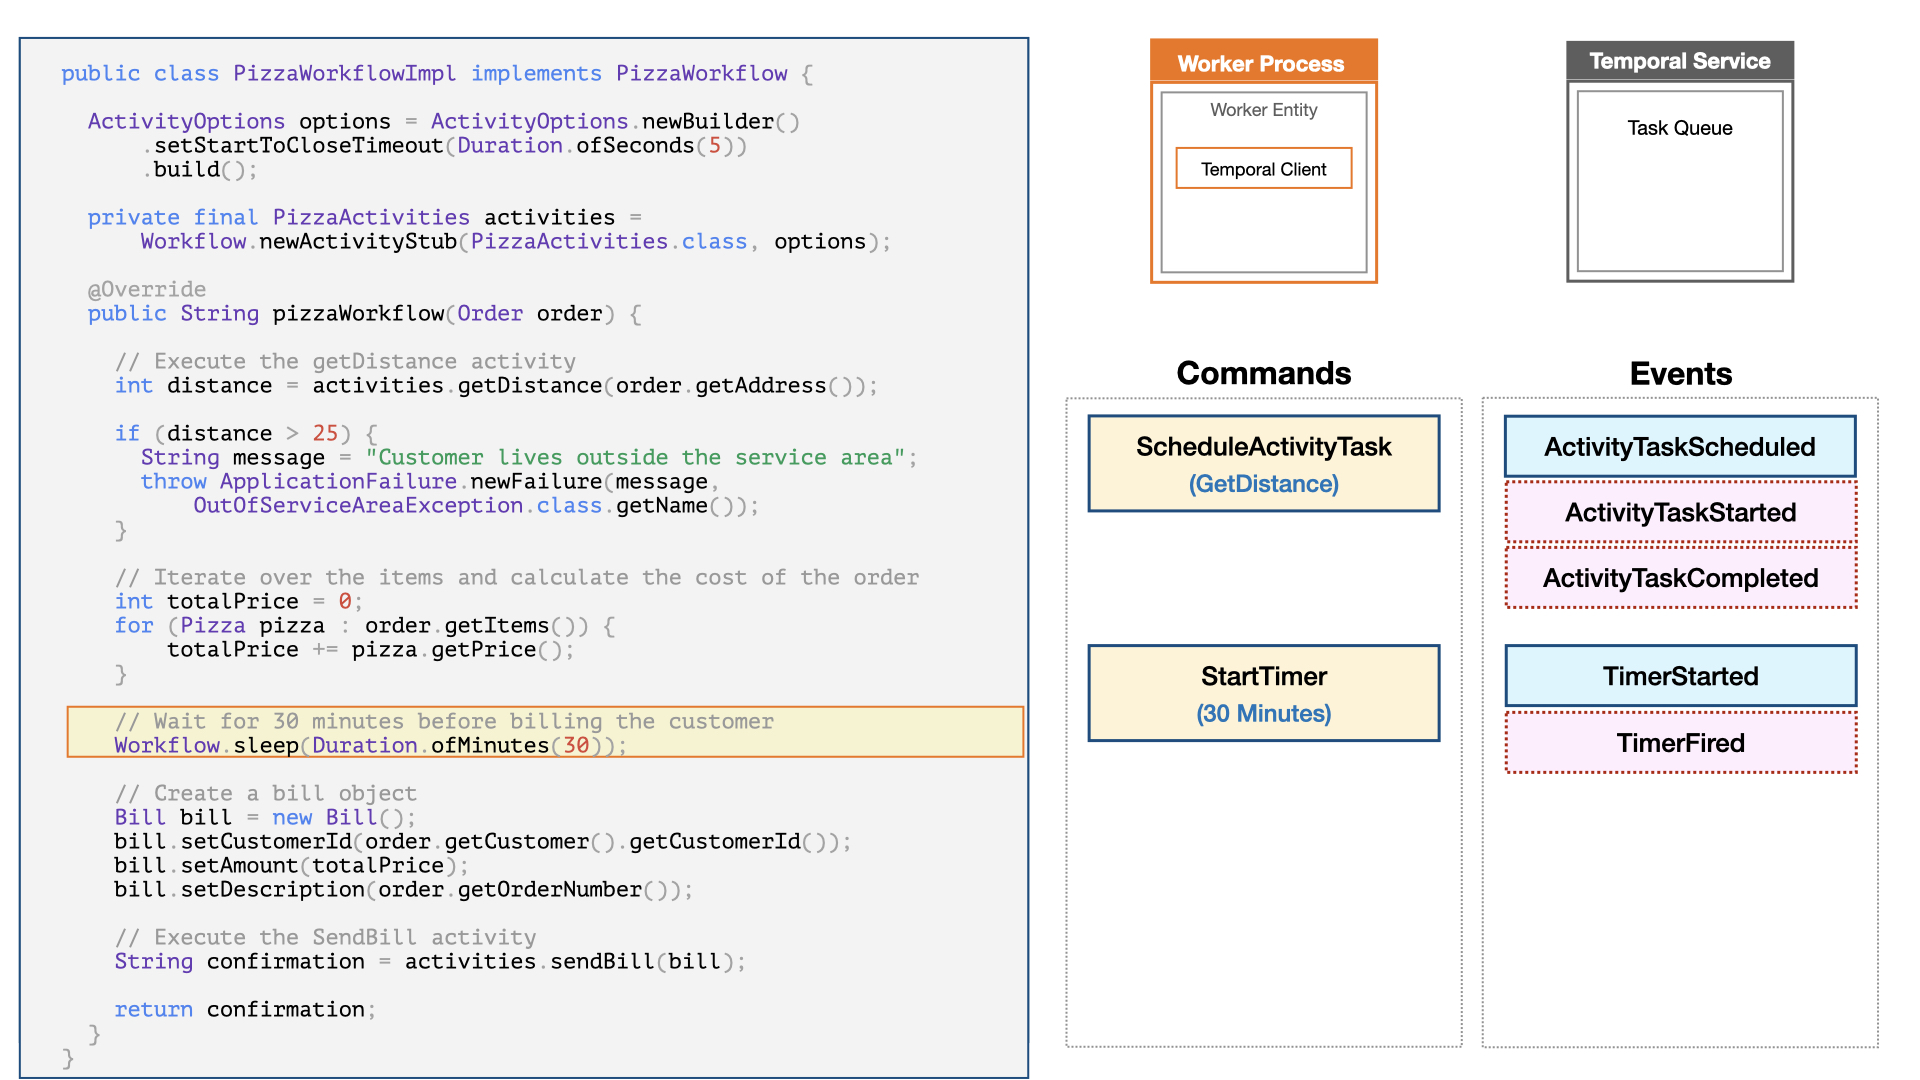 public class PizzaWorkflowImpl implements PizzaWorkflow {
ActivityOptions options = ActivityOptions.newBuilder()
.setStartToCloseTimeout(Duration.ofSeconds(5))
.build();
private final PizzaActivities activities =
Workflow.newActivityStub(PizzaActivities.class, options);
@Override
public String pizzaWorkflow(Order order) {
// Execute the getDistance activity
int distance = activities.getDistance(order.getAddress());
if (distance > 25) {
String message = "Customer lives outside the service area";
throw ApplicationFailure.newFailure(message,
OutOfServiceAreaException.class.getName());
}
// Iterate over the items and calculate the cost of the order
int totalPrice = 0;
for (Pizza pizza : order.getItems()) {
totalPrice += pizza.getPrice();
}
// Wait for 30 minutes before billing the customer
Workflow.sleep(Duration.ofMinutes(30));
// Create a bill object
Bill bill = new Bill();
bill.setCustomerId(order.getCustomer().getCustomerId());
bill.setAmount(totalPrice);
bill.setDescription(order.getOrderNumber());
// Execute the SendBill activity
String confirmation = activities.sendBill(bill);
return confirmation;
}
}
Worker Process
Worker Entity
Temporal Client
Temporal Service
Task Queue
Commands
ScheduleActivityTask
(GetDistance)
StartTimer
(30 Minutes)
Events
ActivityTaskScheduled
ActivityTaskStarted
ActivityTaskCompleted
TimerStarted
TimerFired